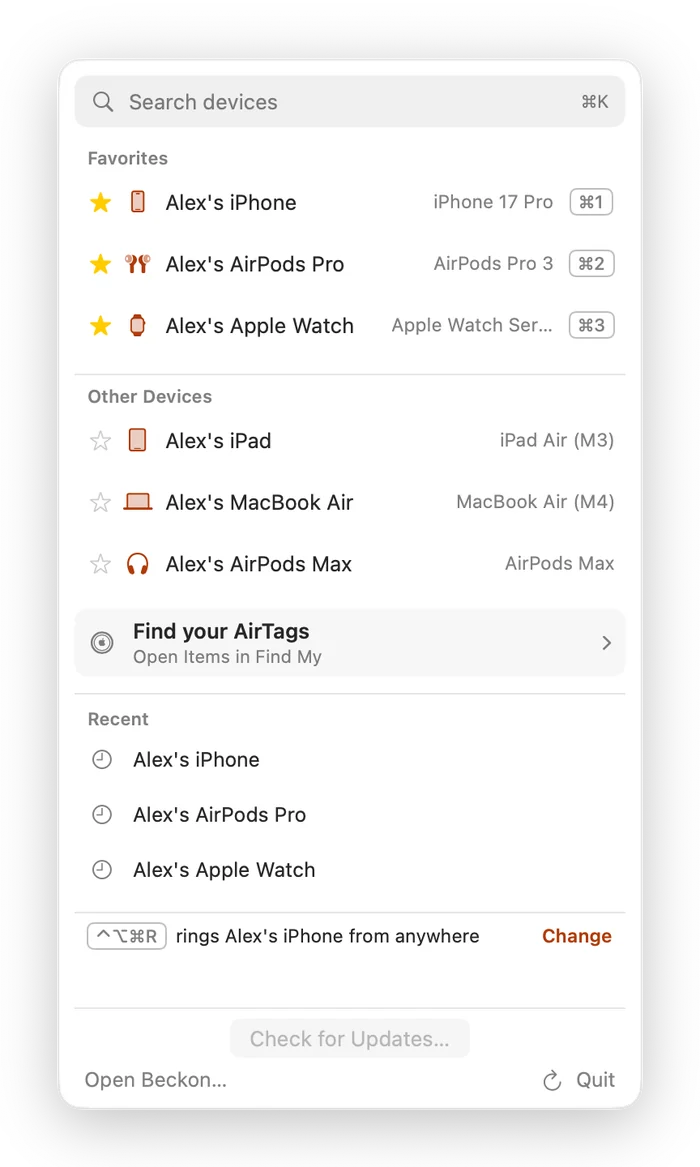 Search devices ⌘K
Favorites
Alex's iPhone iPhone 17 Pro ⌘1
Alex's AirPods Pro AirPods Pro 3 ⌘2
Alex's Apple Watch Apple Watch Ser... ⌘3
Other Devices
Alex's iPad iPad Air (M3)
Alex's MacBook Air MacBook Air (M4)
Alex's AirPods Max AirPods Max
Find your AirTags
Open Items in Find My
Recent
Alex's iPhone
Alex's AirPods Pro
Alex's Apple Watch
^⌥⌘R rings Alex's iPhone from anywhere Change
Check for Updates...
Open Beckon... Quit